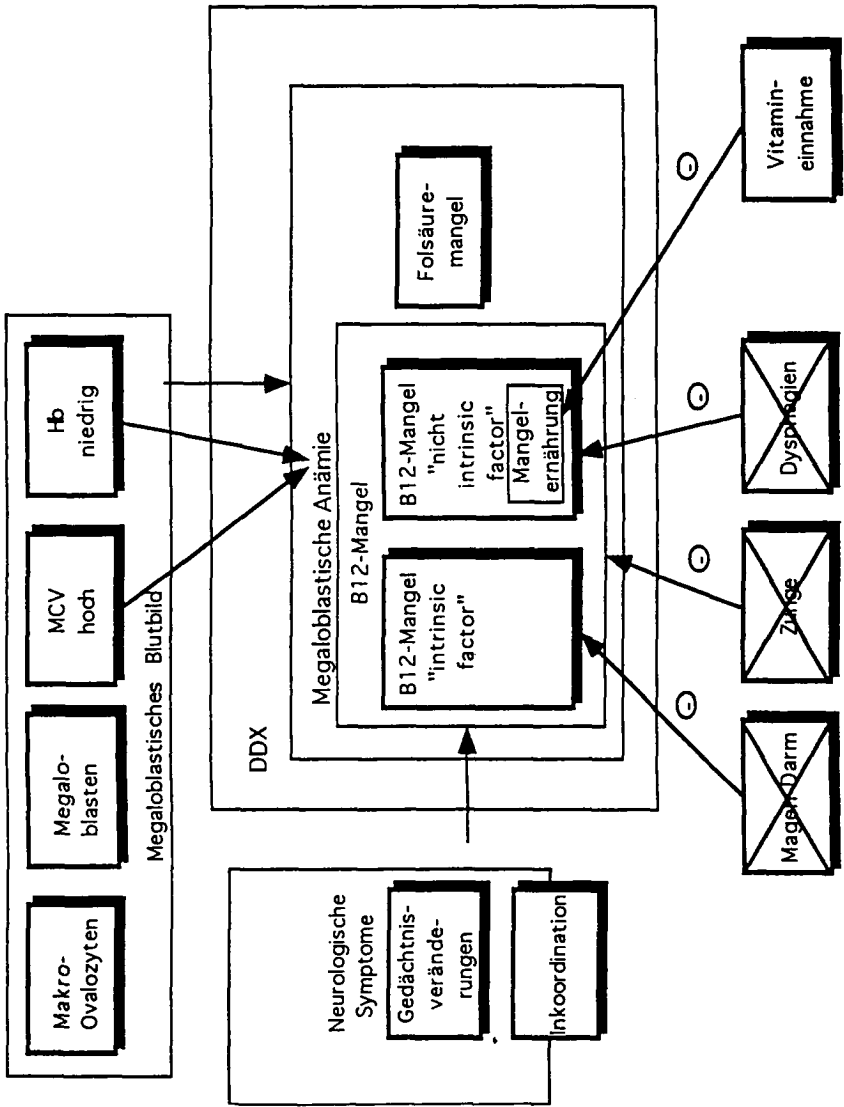 Makro-
Ovalozyten
Megalo-
blasten
MCV
hoch
Hb
niedrig
Megaloblastisches Blutbild
Neurologische
Symptome
Gedächtnis-
verände-
rungen
Inkoordination
DDX
Megaloblastische Anämie
B12-Mangel
B12-Mangel
"intrinsic
factor"
B12-Mangel
"nicht
intrinsic
factor"
Mangel-
ernährung
Folsäure-
mangel
-
-
-
-
Magen-Darm
Zunge
Dysphagien
Vitamin-
einnahme